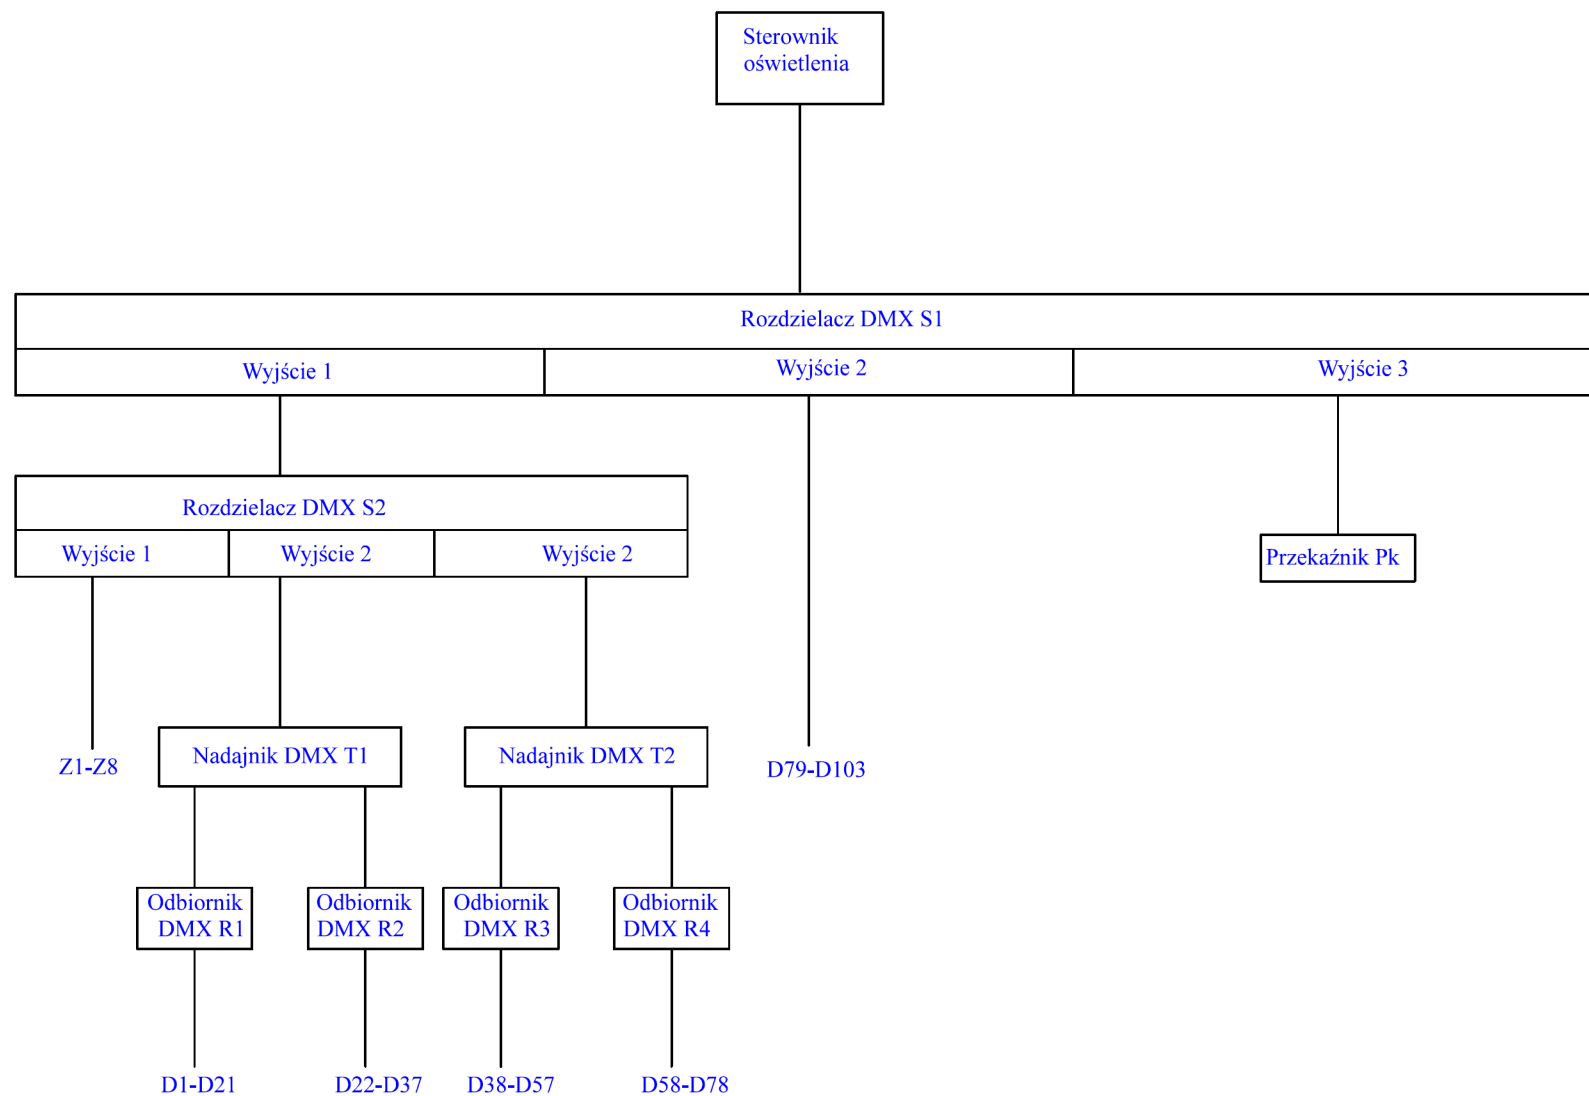 Sterownik
oświetlenia
Rozdzielacz DMX S1
Wyjście 1
Wyjście 2
Wyjście 3
Rozdzielacz DMX S2
Wyjście 1
Wyjście 2
Wyjście 2
Przekaźnik Pk
Z1-Z8
Nadajnik DMX T1
Nadajnik DMX T2
D79-D103
Odbiornik
DMX R1
Odbiornik
DMX R2
Odbiornik
DMX R3
Odbiornik
DMX R4
D1-D21
D22-D37
D38-D57
D58-D78